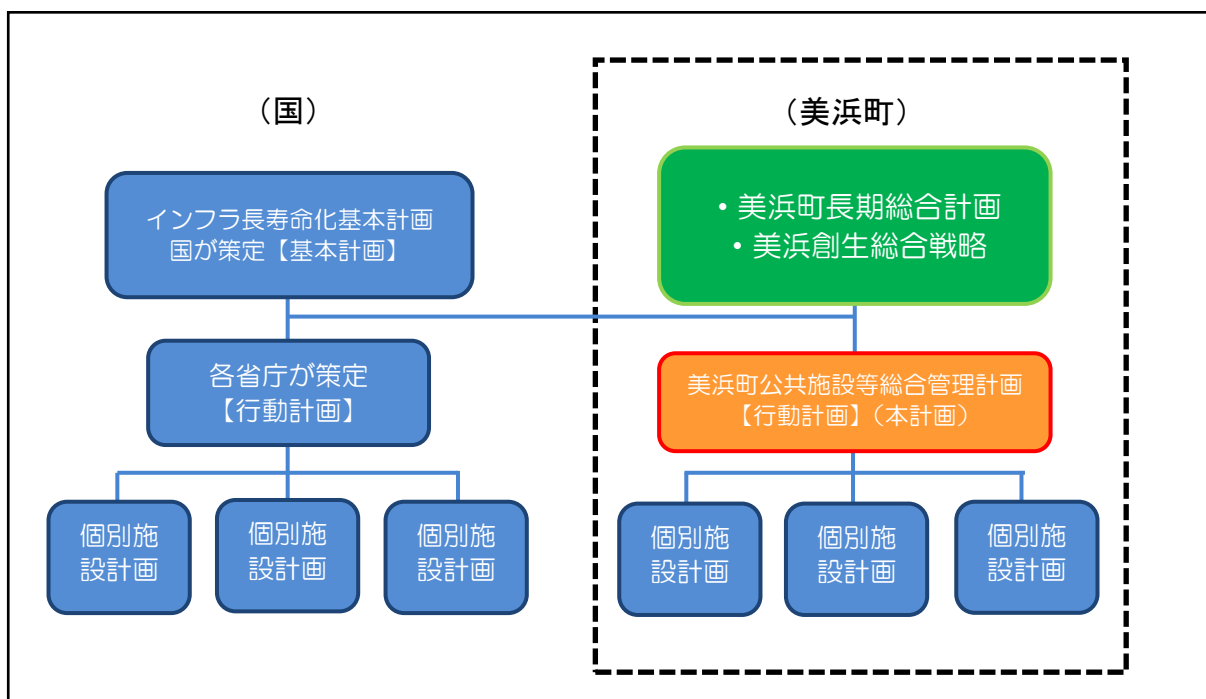 （国）
インフラ長寿命化基本計画
国が策定【基本計画】
各省庁が策定
【行動計画】
個別施
設計画
個別施
設計画
個別施
設計画
（美浜町）
・美浜町長期総合計画
・美浜創生総合戦略
美浜町公共施設等総合管理計画
【行動計画】（本計画）
個別施
設計画
個別施
設計画
個別施
設計画